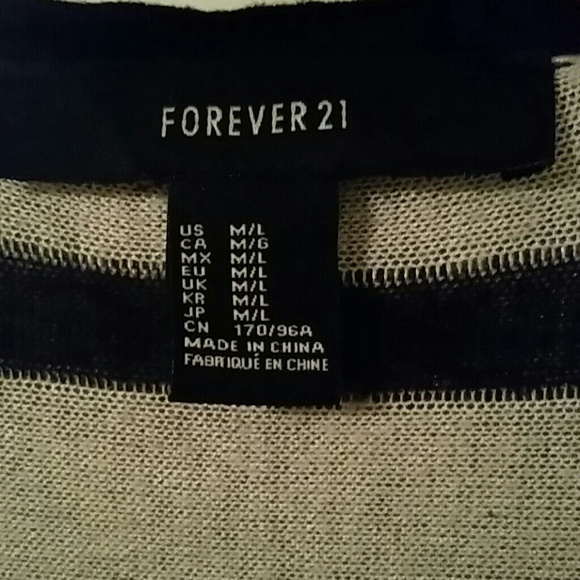 FOREVER 21
US M/L
CA M/G
MX M/L
EU M/L
UK M/L
KR M/L
JP M/L
CN 170/96A
MADE IN CHINA
FABRIQUÉ EN CHINE